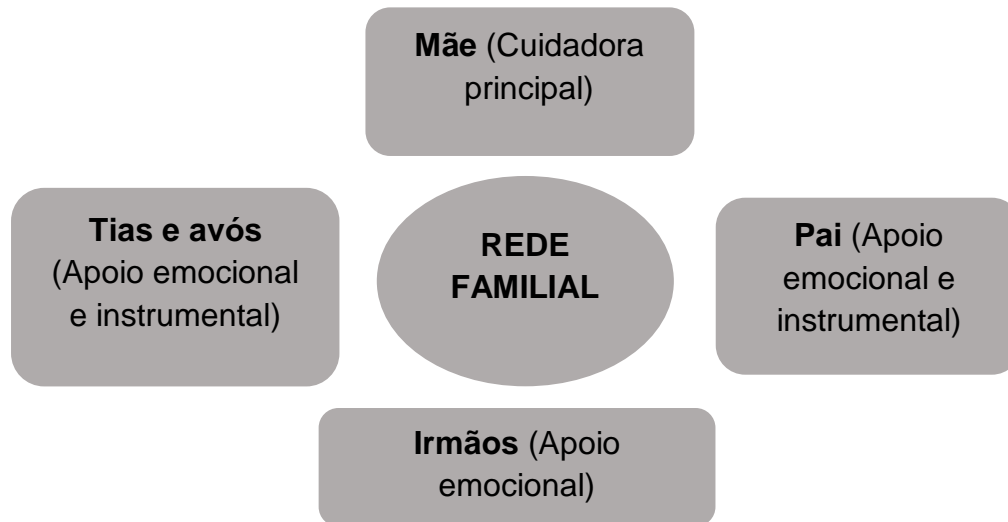 Mãe (Cuidadora
principal)
Tias e avós
(Apoio emocional
e instrumental)
REDE
FAMILIAL
Pai (Apoio
emocional e
instrumental)
Irmãos (Apoio
emocional)